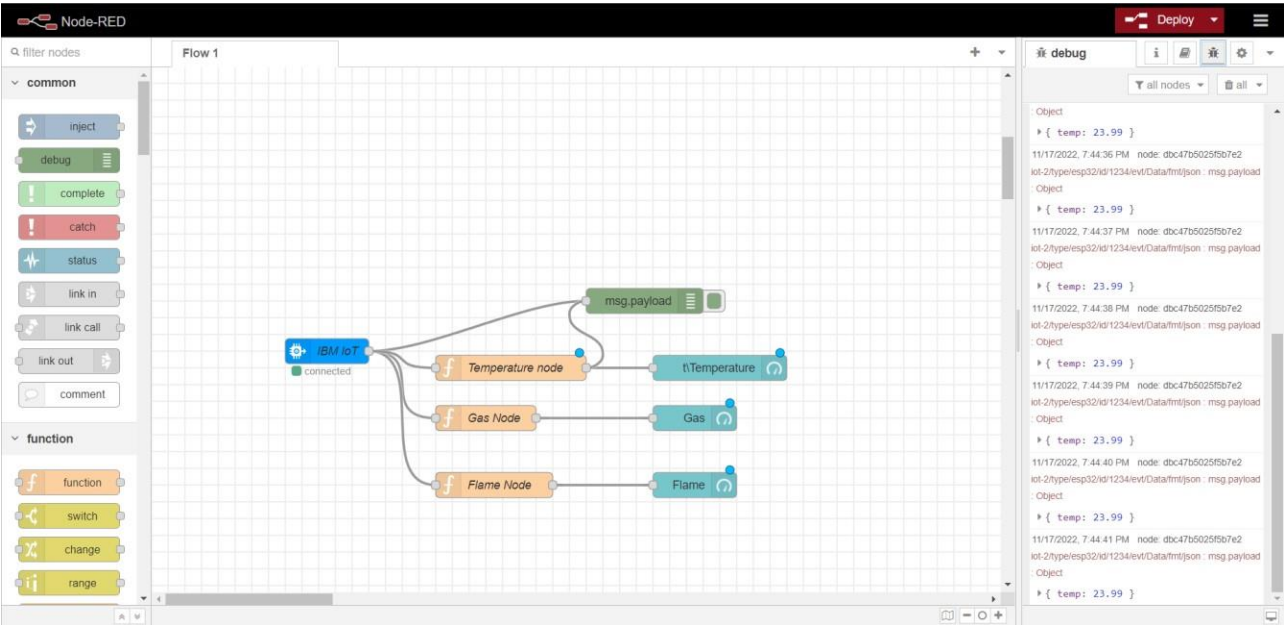 Node-RED
Deploy
filter nodes
common
inject
debug
complete
catch
status
link in
link call
link out
comment
function
function
switch
change
range
Flow 1
msg.payload
IBM IoT
connected
Temperature node
t\Temperature
Gas Node
Gas
Flame Node
Flame
debug
i
all nodes
all
: Object
{ temp: 23.99 }
11/17/2022, 7:44:36 PM node: dbc47b5025f5b7e2
iot-2/type/esp32/id/1234/evt/Data/fmt/json : msg.payload
: Object
{ temp: 23.99 }
11/17/2022, 7:44:37 PM node: dbc47b5025f5b7e2
iot-2/type/esp32/id/1234/evt/Data/fmt/json : msg.payload
: Object
{ temp: 23.99 }
11/17/2022, 7:44:38 PM node: dbc47b5025f5b7e2
iot-2/type/esp32/id/1234/evt/Data/fmt/json : msg.payload
: Object
{ temp: 23.99 }
11/17/2022, 7:44:39 PM node: dbc47b5025f5b7e2
iot-2/type/esp32/id/1234/evt/Data/fmt/json : msg.payload
: Object
{ temp: 23.99 }
11/17/2022, 7:44:40 PM node: dbc47b5025f5b7e2
iot-2/type/esp32/id/1234/evt/Data/fmt/json : msg.payload
: Object
{ temp: 23.99 }
11/17/2022, 7:44:41 PM node: dbc47b5025f5b7e2
iot-2/type/esp32/id/1234/evt/Data/fmt/json : msg.payload
: Object
{ temp: 23.99 }